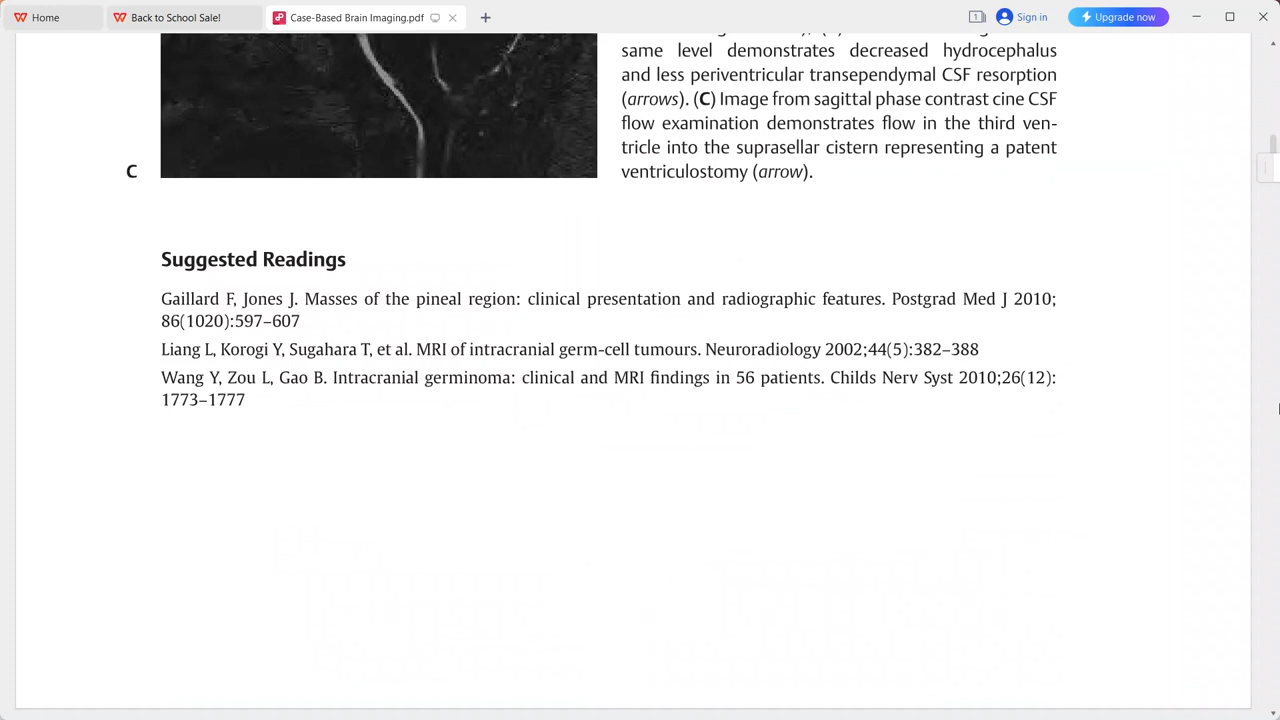 Home
Back to School Sale!
Case-Based Brain Imaging.pdf
1
Sign in
Upgrade now
same level demonstrates decreased hydrocephalus
and less periventricular transependymal CSF resorption
(arrows). (C) Image from sagittal phase contrast cine CSF
flow examination demonstrates flow in the third ven-
tricle into the suprasellar cistern representing a patent
ventriculostomy (arrow).
C
Suggested Readings
Gaillard F, Jones J. Masses of the pineal region: clinical presentation and radiographic features. Postgrad Med J 2010;
86(1020):597–607
Liang L, Korogi Y, Sugahara T, et al. MRI of intracranial germ-cell tumours. Neuroradiology 2002;44(5):382–388
Wang Y, Zou L, Gao B. Intracranial germinoma: clinical and MRI findings in 56 patients. Childs Nerv Syst 2010;26(12):
1773–1777